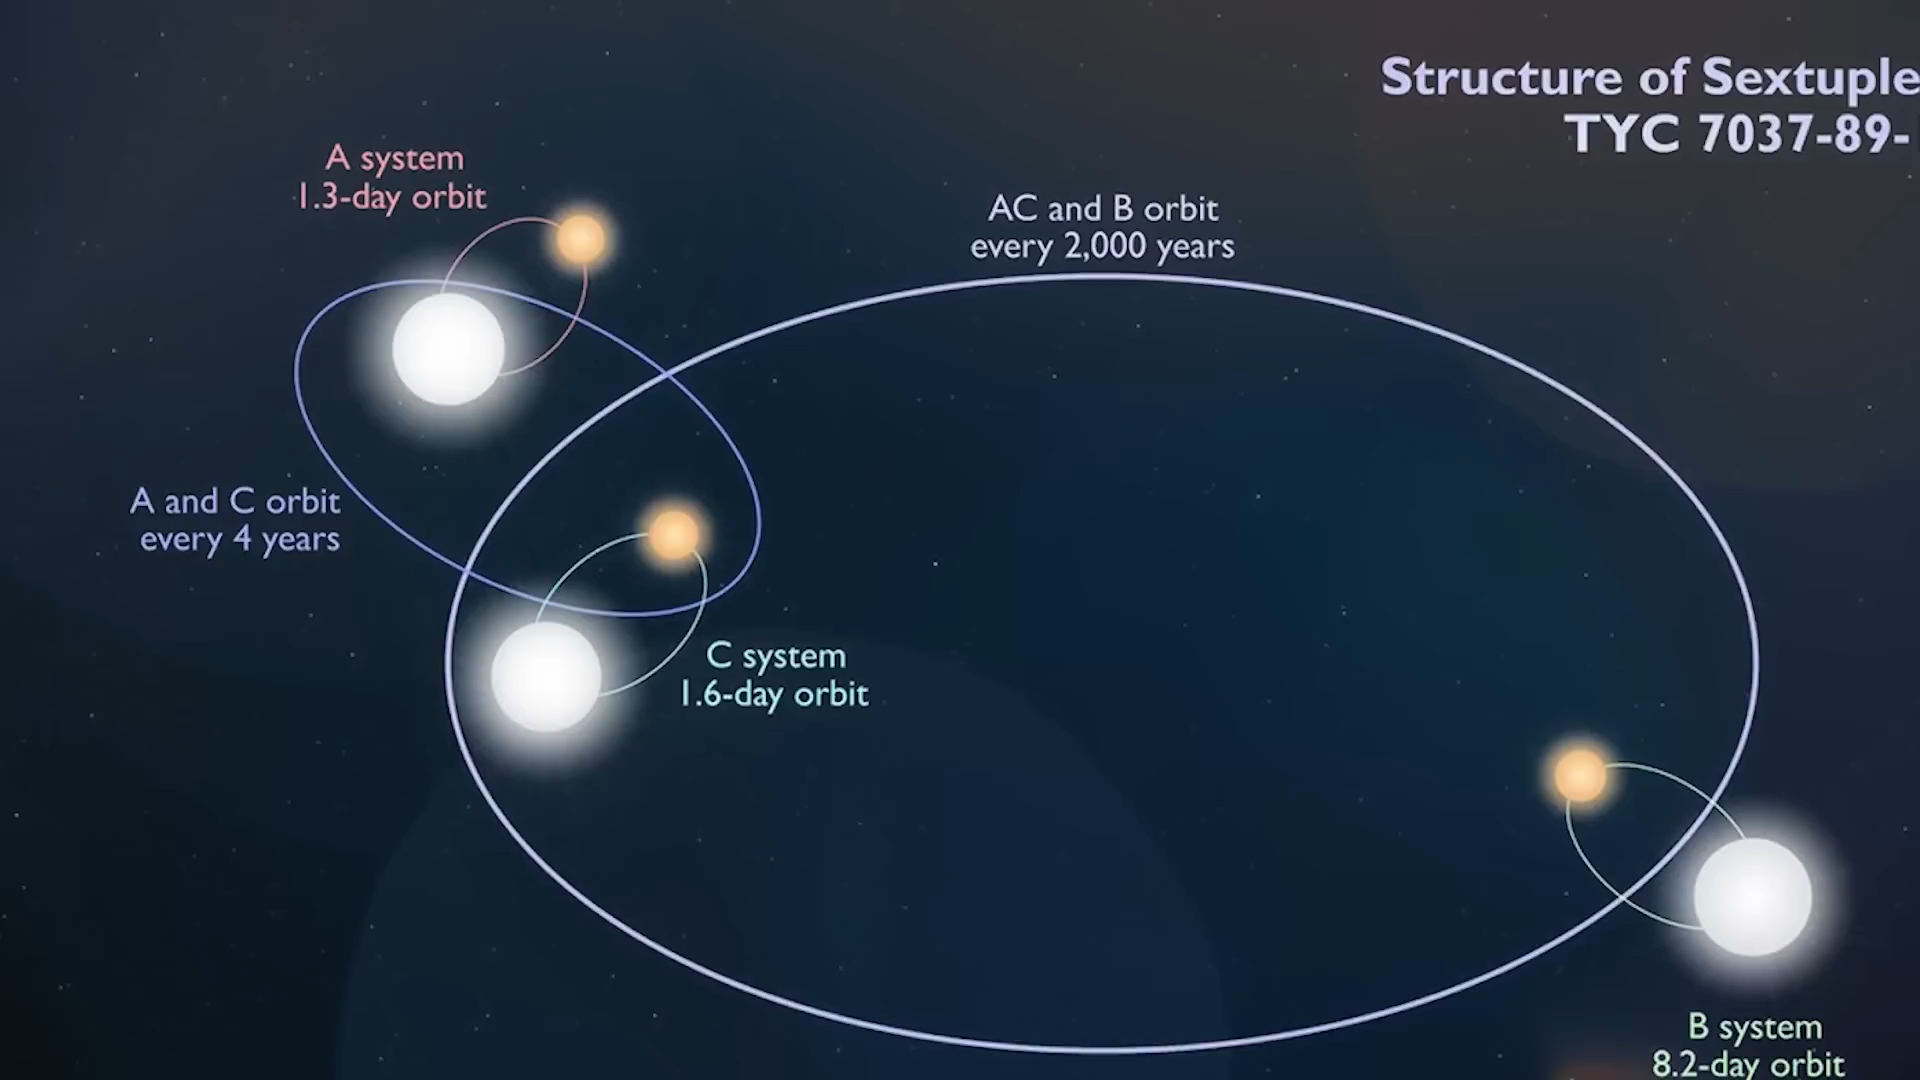 Structure of Sextuple
TYC 7037-89-
A system
1.3-day orbit
AC and B orbit
every 2,000 years
A and C orbit
every 4 years
C system
1.6-day orbit
B system
8.2-day orbit